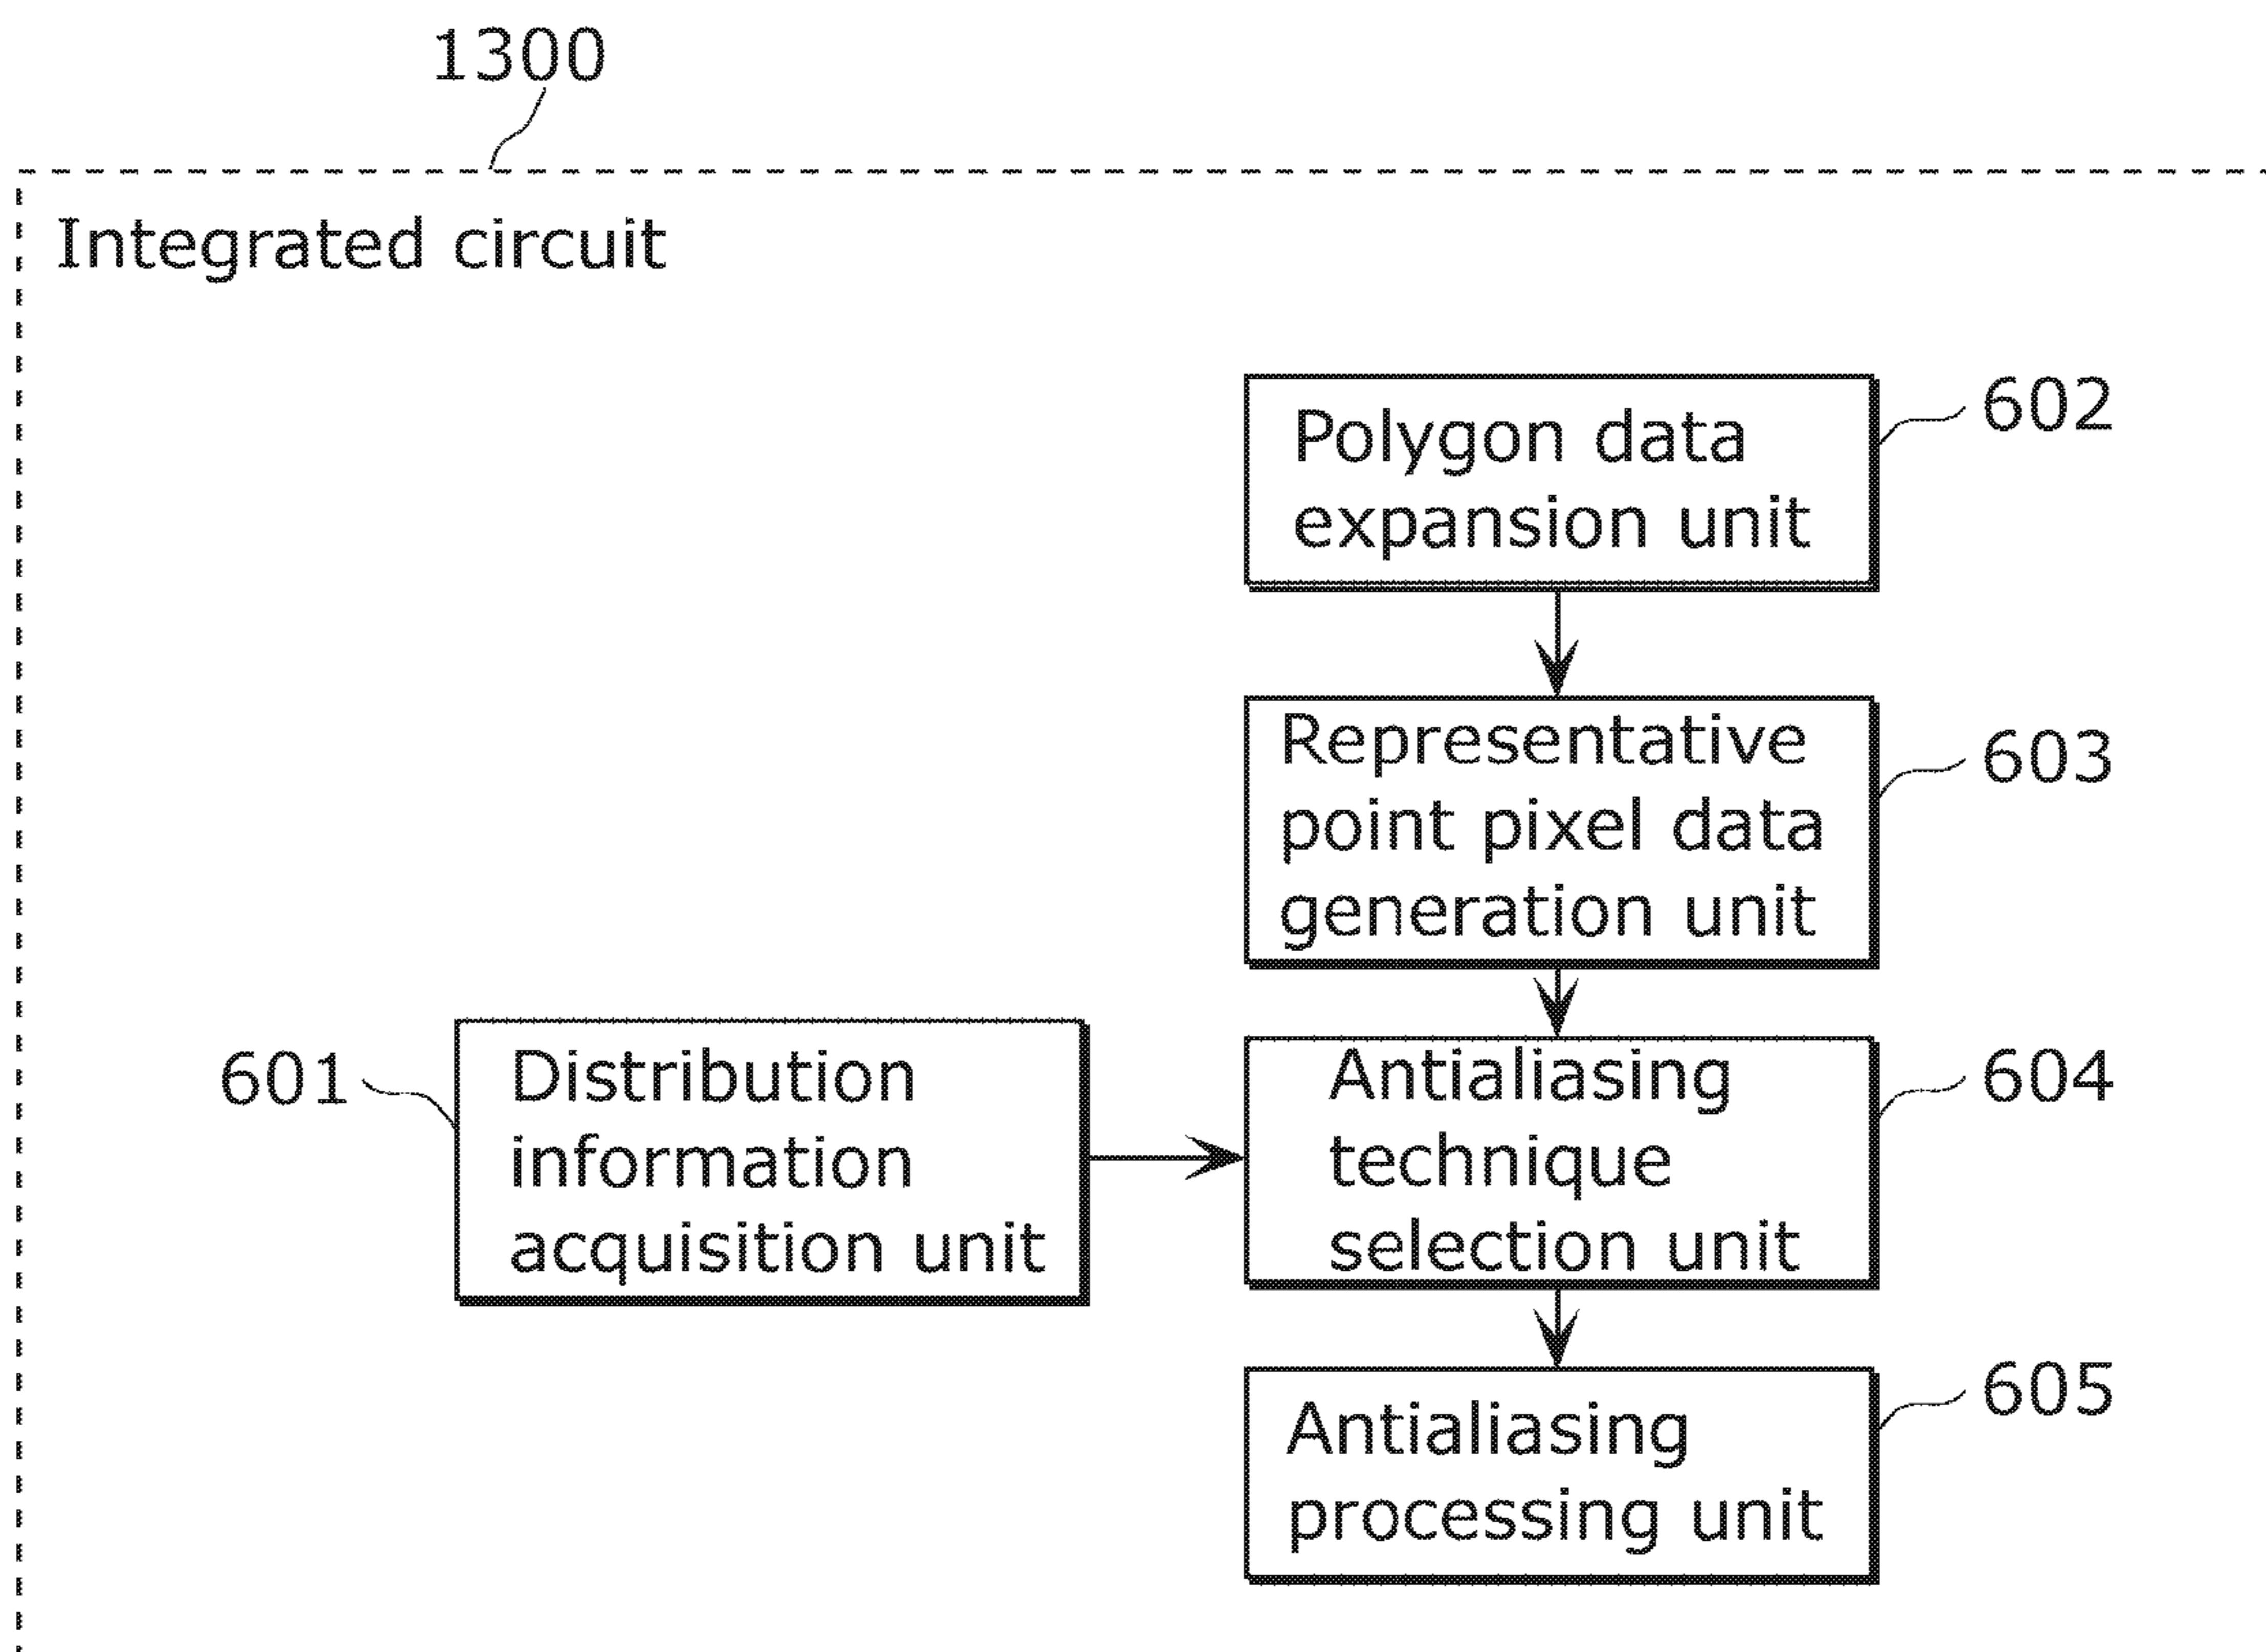 1300
Integrated circuit
Polygon data
expansion unit
602
Representative
point pixel data
generation unit
603
601
Distribution
information
acquisition unit
Antialiasing
technique
selection unit
604
Antialiasing
processing unit
605